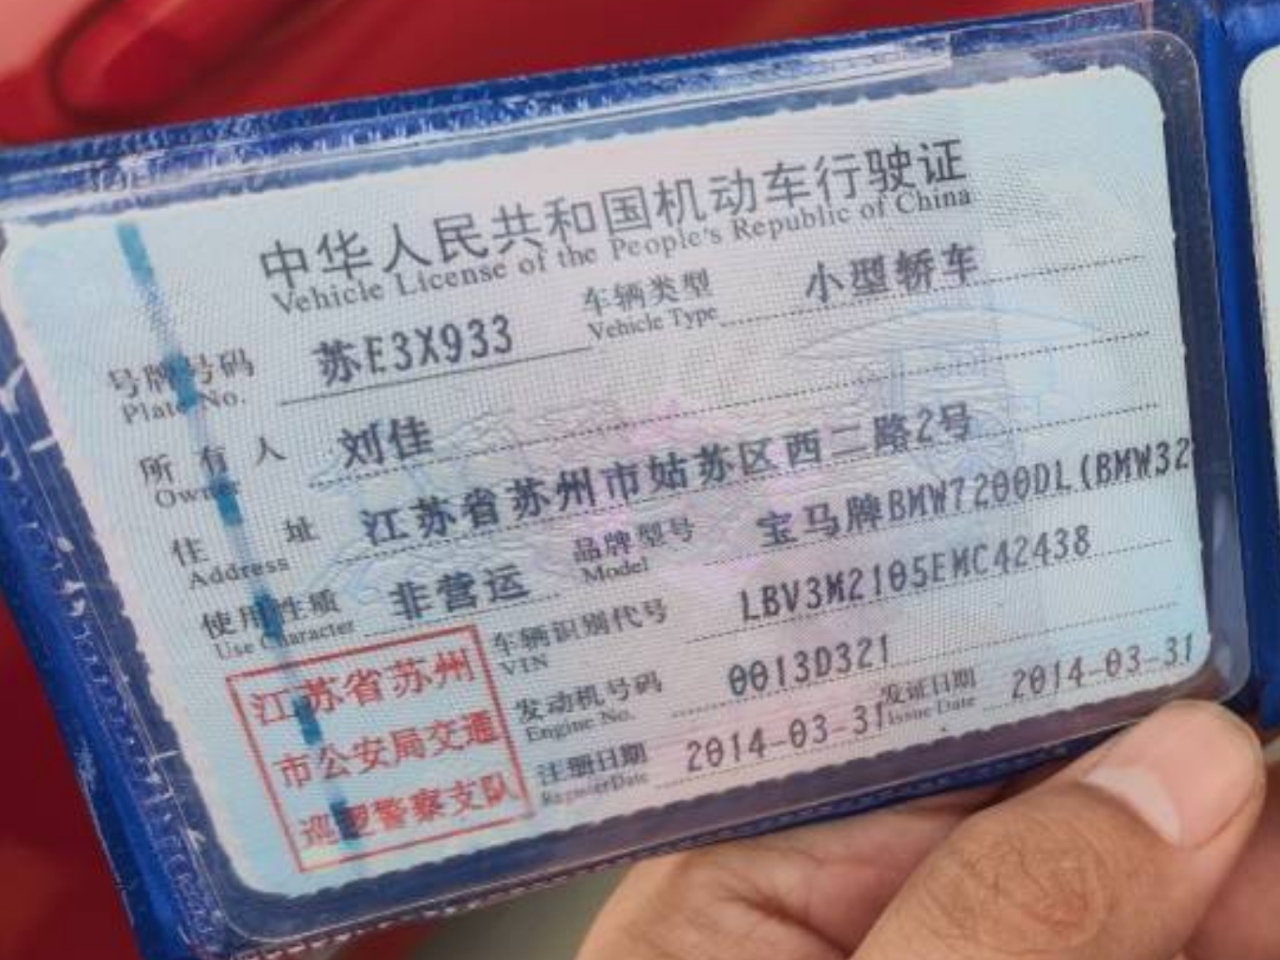 中华人民共和国机动车行驶证
Vehicle License of the People's Republic of China
号牌号码 苏E3X933 车辆类型 小型轿车
Plate No. Vehicle Type
所有人 刘佳
Owner
住址 江苏省苏州市姑苏区西二路2号
Address
使用性质 非营运 品牌型号 宝马牌BMW7200DL(BMW32
Use Character Model
车辆识别代号 LBV3M2105EMC42438
VIN
发动机号码 0013D321
Engine No.
注册日期 2014-03-31 发证日期 2014-03-31
RegisterDate Issue Date
江苏省苏州
市公安局交通
巡逻警察支队